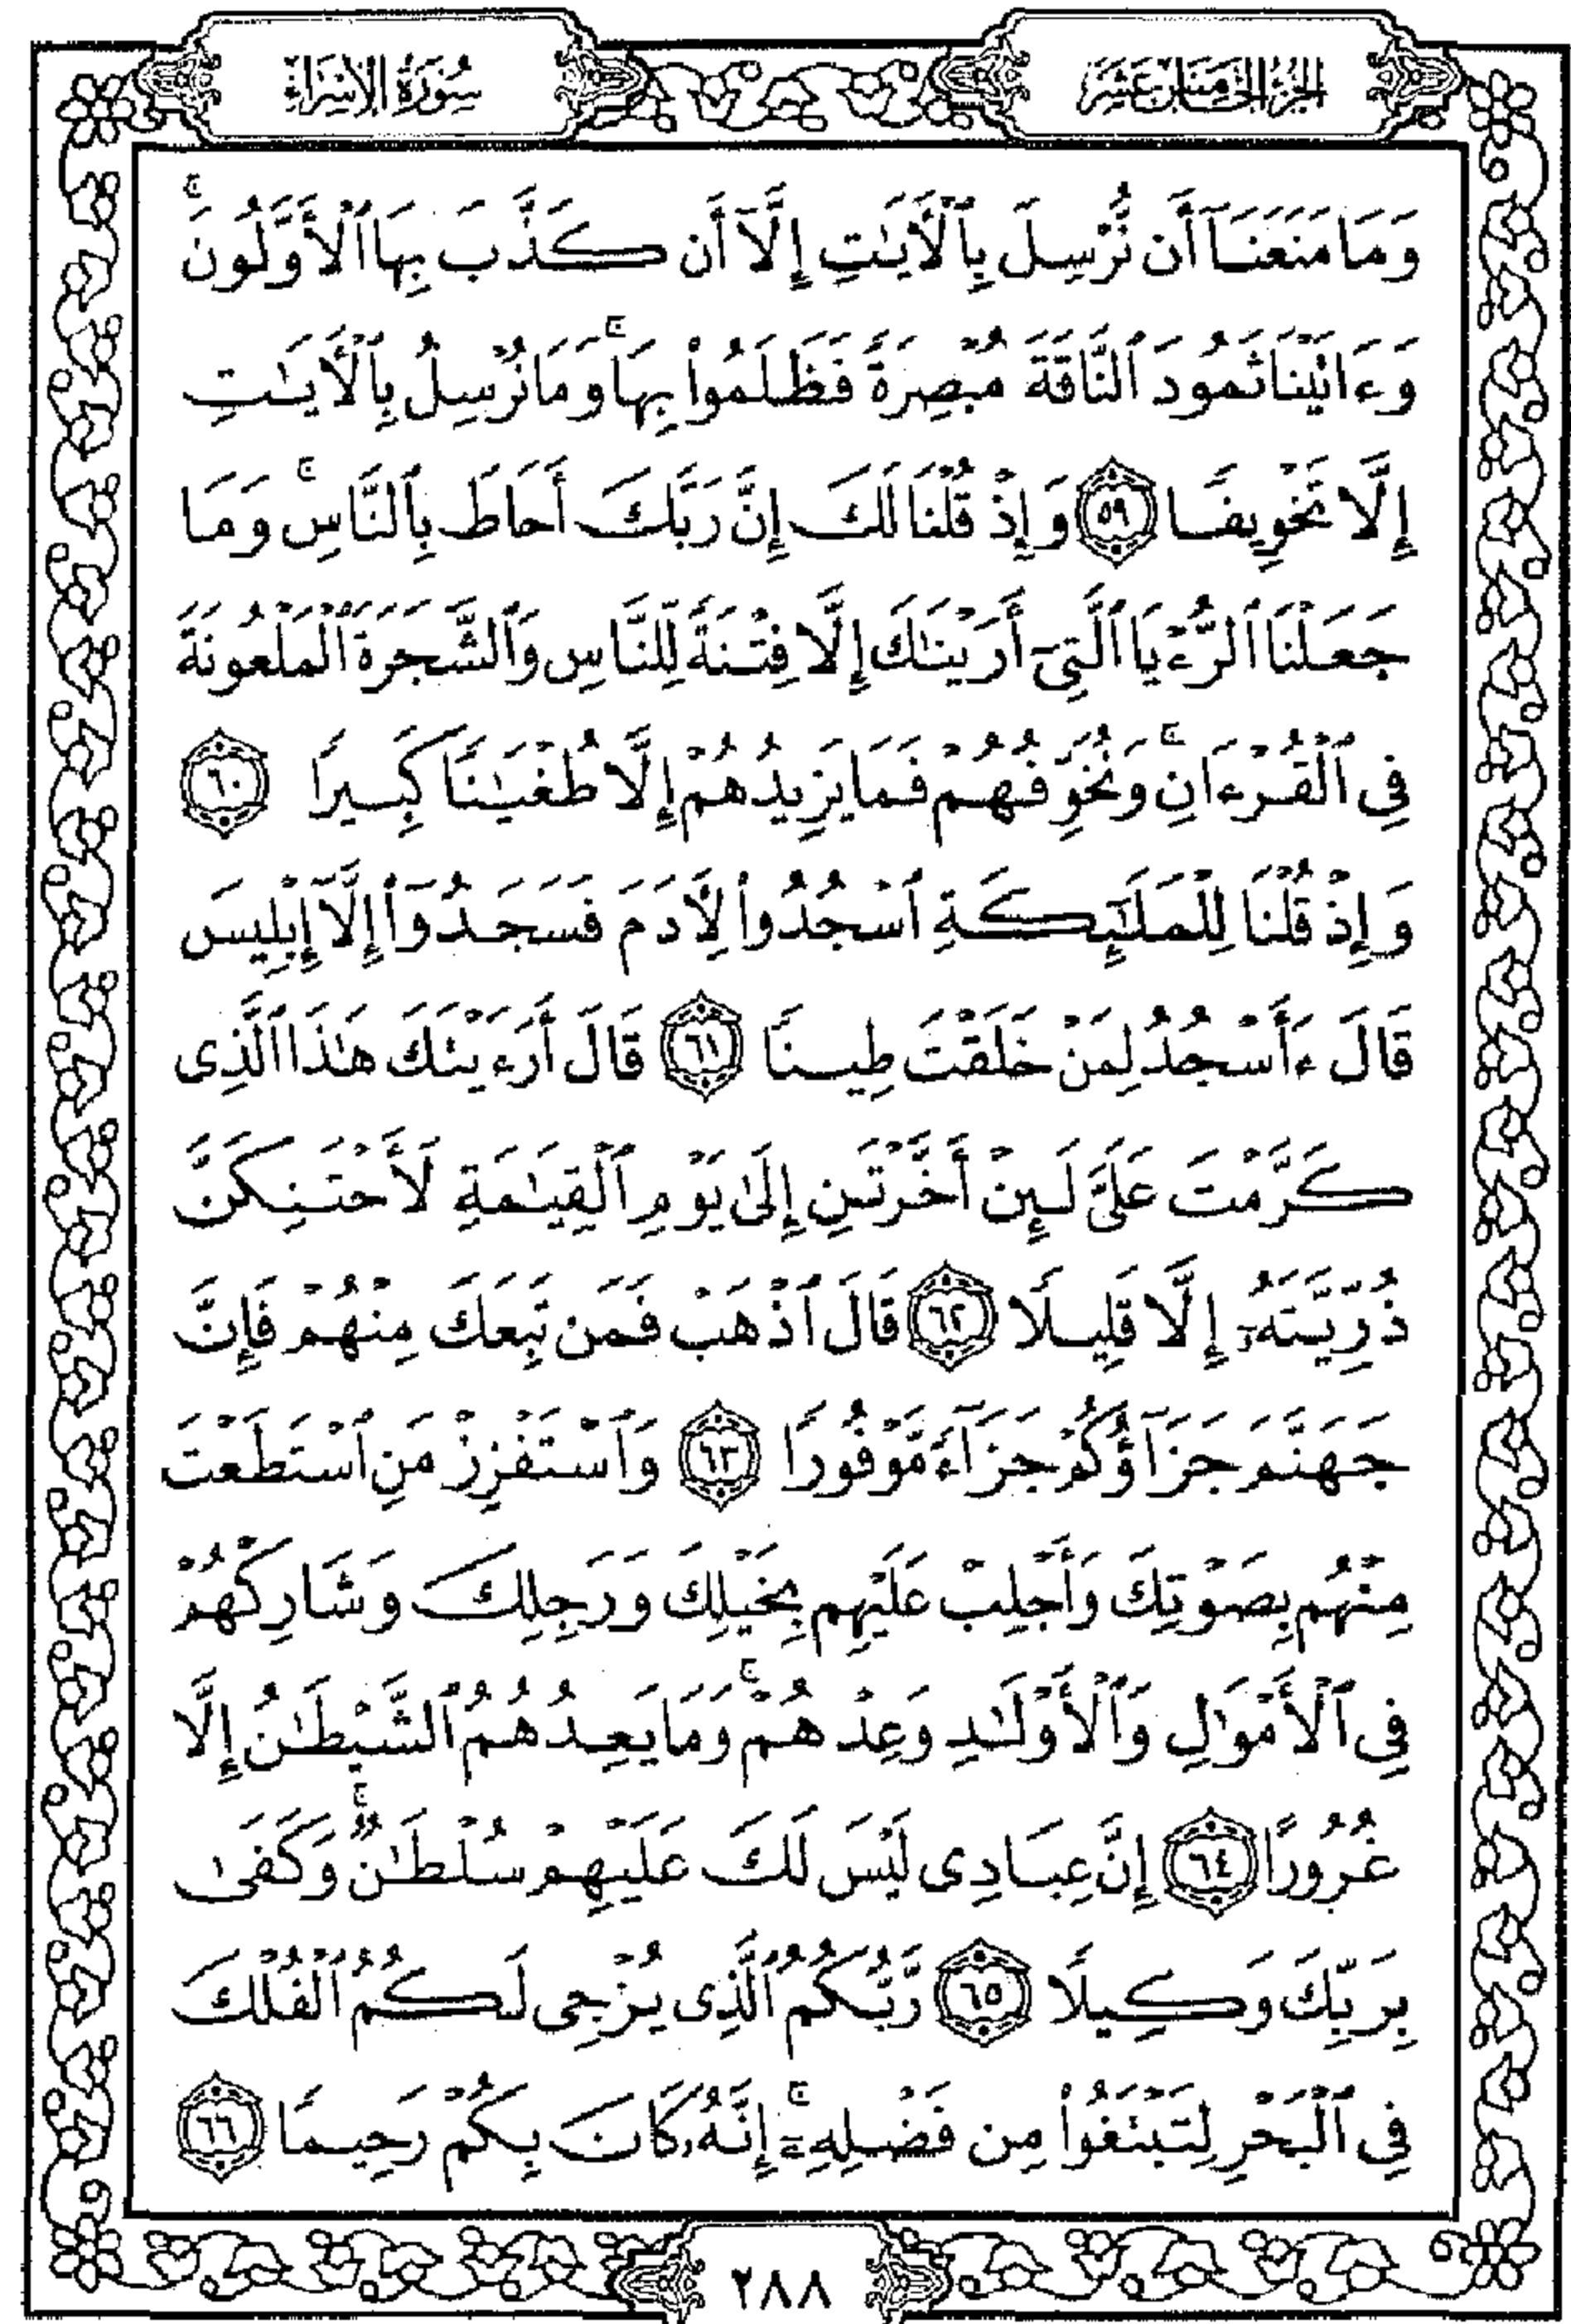 الجزء الخامس عشر
سورة الإسراء
وَمَا مَنَعَنَآ أَن نُّرْسِلَ بِٱلْأَيَٰتِ إِلَّآ أَن كَذَّبَ بِهَا ٱلْأَوَّلُونَۚ
وَءَاتَيْنَا ثَمُودَ ٱلنَّاقَةَ مُبْصِرَةً فَظَلَمُوا۟ بِهَاۚ وَمَا نُرْسِلُ بِٱلْأَيَٰتِ
إِلَّا تَخْوِيفًا ٥٩ وَإِذْ قُلْنَا لَكَ إِنَّ رَبَّكَ أَحَاطَ بِٱلنَّاسِۚ وَمَا
جَعَلْنَا ٱلرُّءْيَا ٱلَّتِىٓ أَرَيْنَٰكَ إِلَّا فِتْنَةً لِّلنَّاسِ وَٱلشَّجَرَةَ ٱلْمَلْعُونَةَ
فِى ٱلْقُرْءَانِۚ وَنُخَوِّفُهُمْ فَمَا يَزِيدُهُمْ إِلَّا طُغْيَٰنًا كَبِيرًا ٦٠
وَإِذْ قُلْنَا لِلْمَلَٰٓئِكَةِ ٱسْجُدُوا۟ لِأَدَمَ فَسَجَدُوٓا۟ إِلَّآ إِبْلِيسَ
قَالَ ءَأَسْجُدُ لِمَنْ خَلَقْتَ طِينًا ٦١ قَالَ أَرَءَيْتَكَ هَٰذَا ٱلَّذِى
كَرَّمْتَ عَلَىَّ لَئِنْ أَخَّرْتَنِ إِلَىٰ يَوْمِ ٱلْقِيَٰمَةِ لَأَحْتَنِكَنَّ
ذُرِّيَّتَهُۥٓ إِلَّا قَلِيلًا ٦٢ قَالَ ٱذْهَبْ فَمَن تَبِعَكَ مِنْهُمْ فَإِنَّ
جَهَنَّمَ جَزَآؤُكُمْ جَزَآءً مَّوْفُورًا ٦٣ وَٱسْتَفْزِزْ مَنِ ٱسْتَطَعْتَ
مِنْهُم بِصَوْتِكَ وَأَجْلِبْ عَلَيْهِم بِخَيْلِكَ وَرَجِلِكَ وَشَارِكْهُمْ
فِى ٱلْأَمْوَٰلِ وَٱلْأَوْلَٰدِ وَعِدْهُمْۚ وَمَا يَعِدُهُمُ ٱلشَّيْطَٰنُ إِلَّا
غُرُورًا ٦٤ إِنَّ عِبَادِى لَيْسَ لَكَ عَلَيْهِمْ سُلْطَٰنٌۚ وَكَفَىٰ
بِرَبِّكَ وَكِيلًا ٦٥ رَّبُّكُمُ ٱلَّذِى يُزْجِى لَكُمُ ٱلْفُلْكَ
فِى ٱلْبَحْرِ لِتَبْتَغُوا۟ مِن فَضْلِهِۦٓۚ إِنَّهُۥ كَانَ بِكُمْ رَحِيمًا ٦٦
٢٨٨